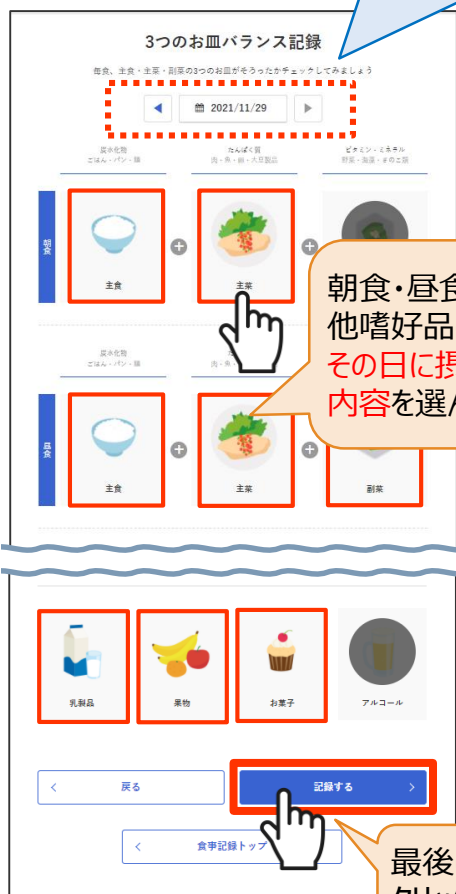 3つのお皿バランス記録
毎食、主食・主菜・副菜の3つのお皿がそろったかチェックしてみましょう
2021/11/29
炭水化物
ごはん・パン・麺
たんぱく質
肉・魚・卵・大豆製品
ビタミン・ミネラル
野菜・海藻・きのこ類
朝食
主食
主菜
朝食・昼食
他嗜好品
その日に摂
内容を選ん
炭水化物
ごはん・パン・麺
肉・魚・
昼食
主食
主菜
副菜
乳製品
果物
お菓子
アルコール
戻る
記録する
食事記録トップ
最後